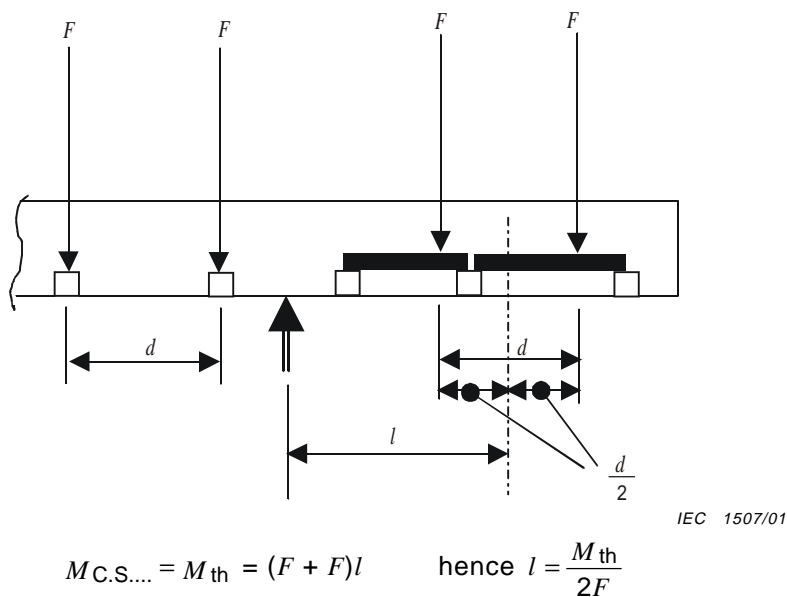 F F F F
d d
l
d
2
IEC 1507/01
M C.S.... = M th = (F + F)l hence l = M th
2F